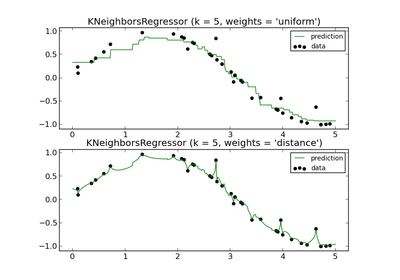 KNeighborsRegressor (k = 5, weights = 'uniform')
1.0
0.5
0.0
−0.5
−1.0
prediction
data
0 1 2 3 4 5
KNeighborsRegressor (k = 5, weights = 'distance')
1.0
0.5
0.0
−0.5
−1.0
prediction
data
0 1 2 3 4 5